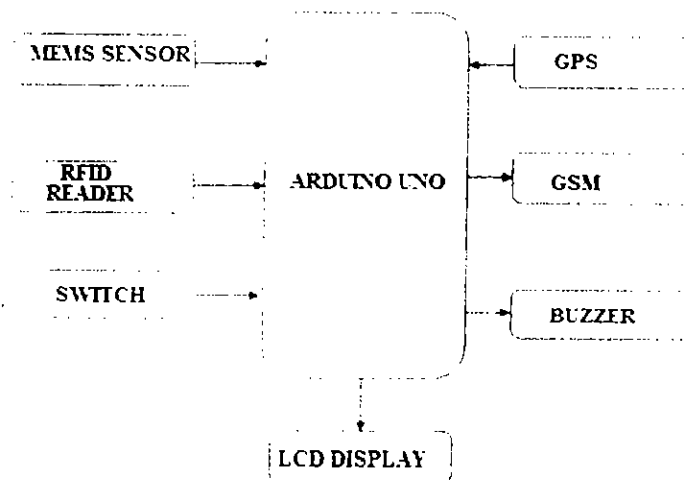 MEMS SENSOR
GPS
RFID
READER
ARDUINO UNO
GSM
SWITCH
BUZZER
LCD DISPLAY